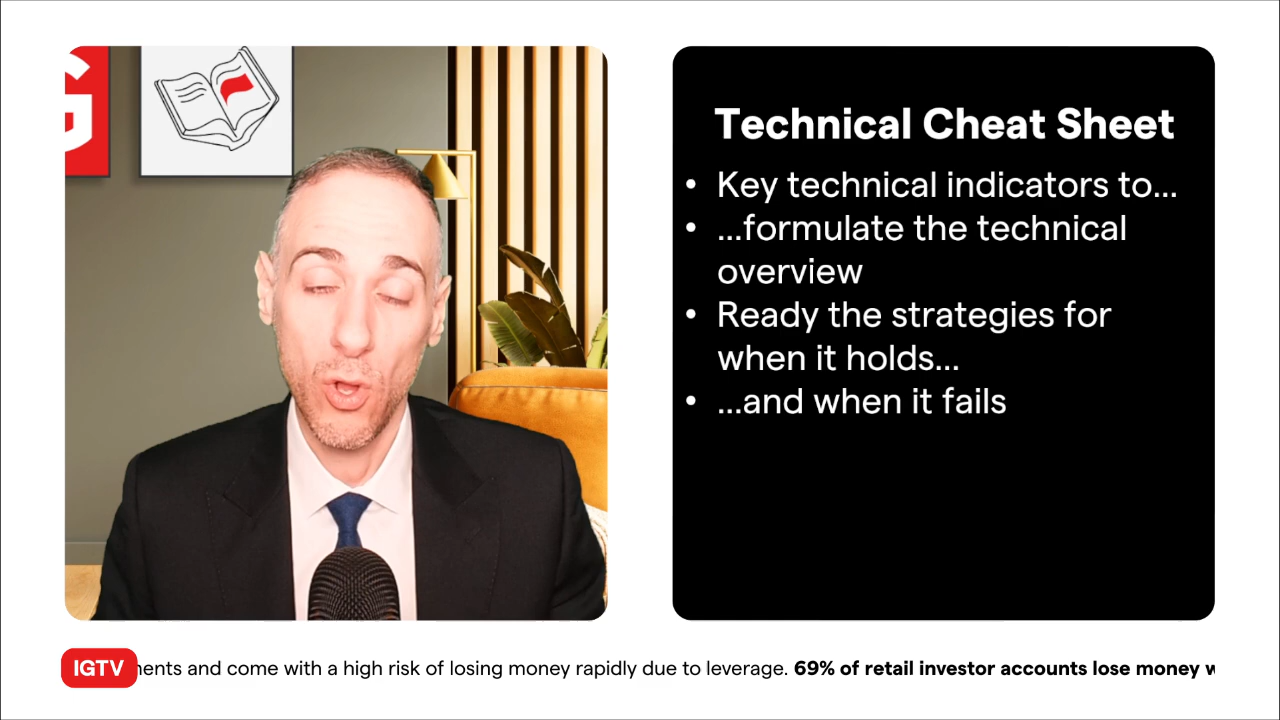 G
Technical Cheat Sheet
• Key technical indicators to...
• ...formulate the technical
overview
• Ready the strategies for
when it holds...
• ...and when it fails
IGTV
and come with a high risk of losing money rapidly due to leverage. 69% of retail investor accounts lose money